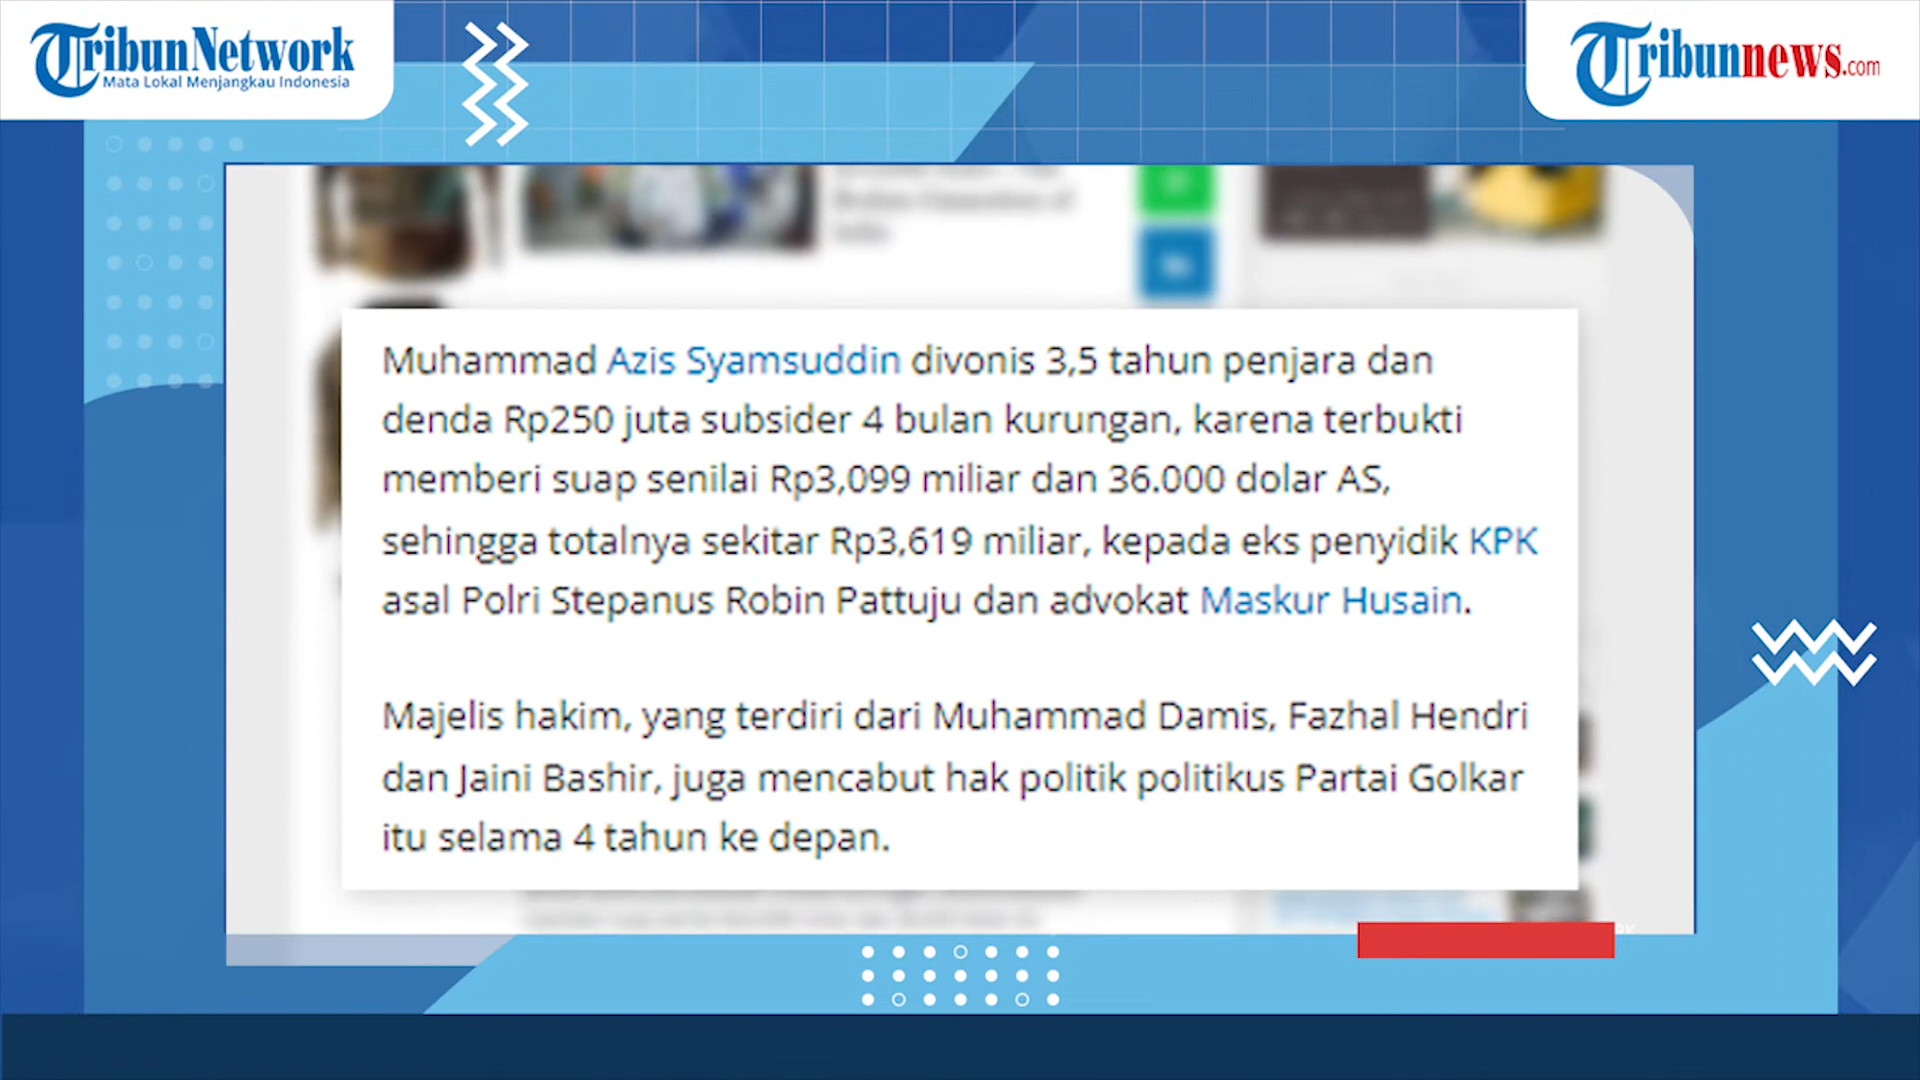 Tribun Network
Mata Lokal Menjangkau Indonesia
Tribunnews.com
Muhammad Azis Syamsuddin divonis 3,5 tahun penjara dan
denda Rp250 juta subsider 4 bulan kurungan, karena terbukti
memberi suap senilai Rp3,099 miliar dan 36.000 dolar AS,
sehingga totalnya sekitar Rp3,619 miliar, kepada eks penyidik KPK
asal Polri Stepanus Robin Pattuju dan advokat Maskur Husain.
Majelis hakim, yang terdiri dari Muhammad Damis, Fazhal Hendri
dan Jaini Bashir, juga mencabut hak politik politikus Partai Golkar
itu selama 4 tahun ke depan.